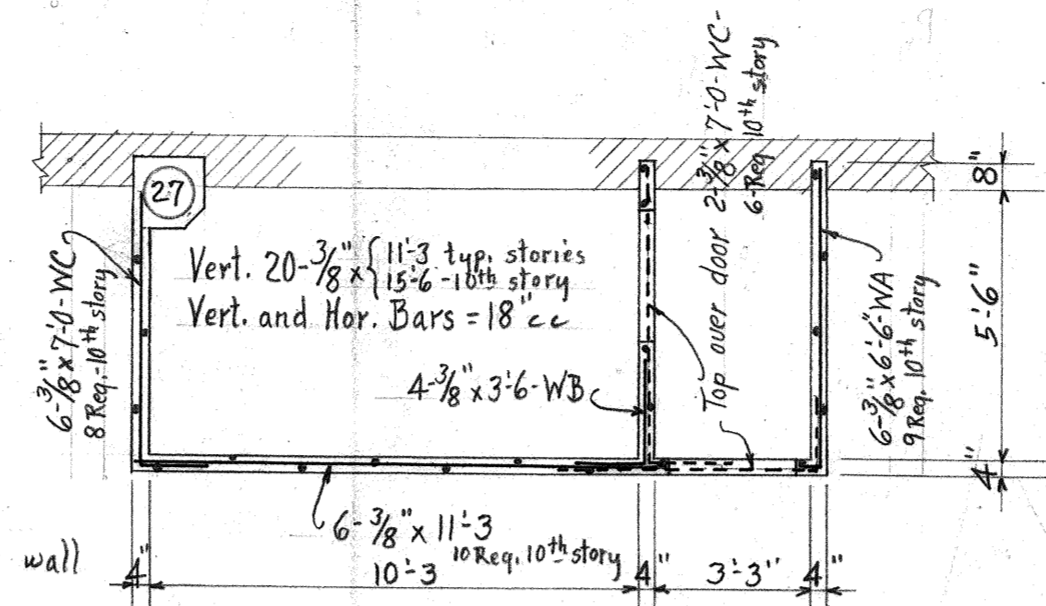 2-3/8" x 7'-0-WC-
6-Req 10th story
8"
27
Vert. 20-3/8" x { 11'-3 typ. stories
15'-6 -10th story
Vert. and Hor. Bars = 18" cc
6-3/8" x 7'-0-WC
8 Req.-10th story
4-3/8" x 3'-6-WB
Top over door
6-3/8" x 6'-6"-WA
9 Req. 10th story
5'-6"
4"
6-3/8" x 11'-3
10 Req. 10th story
wall
4"
10'-3
4"
3'-3"
4"